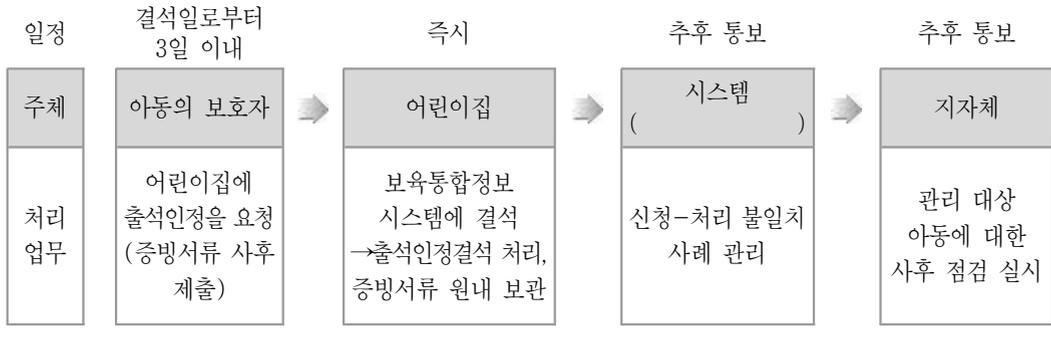 일정
결석일로부터
3일 이내
즉시
추후 통보
추후 통보
주체
아동의 보호자
어린이집
시스템
( )
지자체
처리
업무
어린이집에
출석인정을 요청
(증빙서류 사후
제출)
보육통합정보
시스템에 결석
→출석인정결석 처리,
증빙서류 원내 보관
신청-처리 불일치
사례 관리
관리 대상
아동에 대한
사후 점검 실시